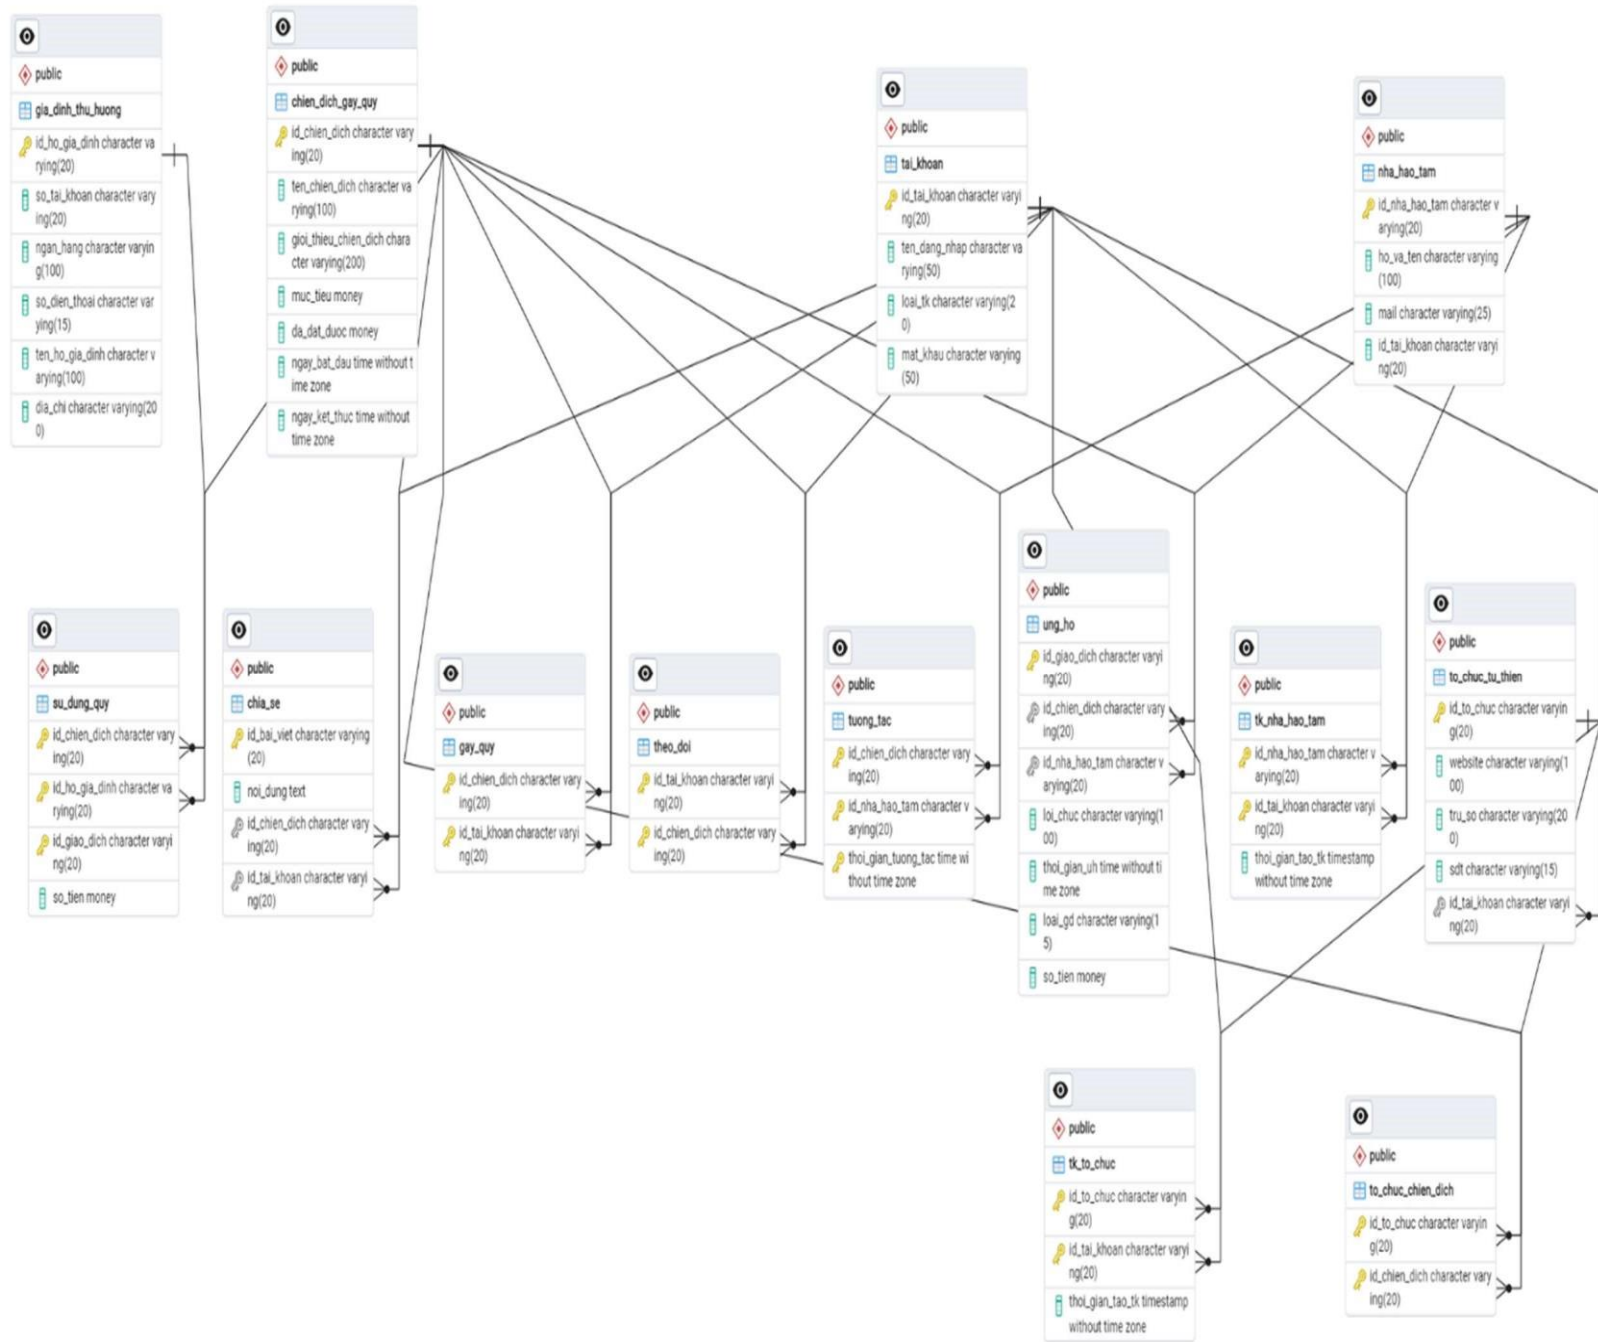 public
gia_dinh_thu_huong
id_ho_gia_dinh character va
rying(20)
so_tai_khoan character vary
ing(20)
ngan_hang character varyin
g(100)
so_dien_thoai character var
ying(15)
ten_ho_gia_dinh character v
arying(100)
dia_chi character varying(20
0)
public
chien_dich_gay_quy
id_chien_dich character vary
ing(20)
ten_chien_dich character va
rying(100)
gioi_thieu_chien_dich chara
cter varying(200)
muc_tieu money
da_dat_duoc money
ngay_bat_dau time without t
ime zone
ngay_ket_thuc time without
time zone
public
tai_khoan
id_tai_khoan character varyi
ng(20)
ten_dang_nhap character va
rying(50)
loai_tk character varying(2
0)
mat_khau character varying
(50)
public
nha_hao_tam
id_nha_hao_tam character v
arying(20)
ho_va_ten character varying
(100)
mail character varying(25)
id_tai_khoan character varyi
ng(20)
public
su_dung_quy
id_chien_dich character vary
ing(20)
id_ho_gia_dinh character va
rying(20)
id_giao_dich character varyi
ng(20)
so_tien money
public
chia_se
id_bai_viet character varying
(20)
noi_dung text
id_chien_dich character vary
ing(20)
id_tai_khoan character varyi
ng(20)
public
gay_quy
id_chien_dich character vary
ing(20)
id_tai_khoan character varyi
ng(20)
public
theo_doi
id_tai_khoan character varyi
ng(20)
id_chien_dich character vary
ing(20)
public
tuong_tac
id_chien_dich character vary
ing(20)
id_nha_hao_tam character v
arying(20)
thoi_gian_tuong_tac time wi
thout time zone
public
ung_ho
id_giao_dich character varyi
ng(20)
id_chien_dich character vary
ing(20)
id_nha_hao_tam character v
arying(20)
loi_chuc character varying(1
00)
thoi_gian_uh time without ti
me zone
loai_gd character varying(1
5)
so_tien money
public
tk_nha_hao_tam
id_nha_hao_tam character v
arying(20)
id_tai_khoan character varyi
ng(20)
thoi_gian_tao_tk timestamp
without time zone
public
to_chuc_tu_thien
id_to_chuc character varyin
g(20)
website character varying(1
00)
tru_so character varying(20
0)
sdt character varying(15)
id_tai_khoan character varyi
ng(20)
public
tk_to_chuc
id_to_chuc character varyin
g(20)
id_tai_khoan character varyi
ng(20)
thoi_gian_tao_tk timestamp
without time zone
public
to_chuc_chien_dich
id_to_chuc character varyin
g(20)
id_chien_dich character vary
ing(20)